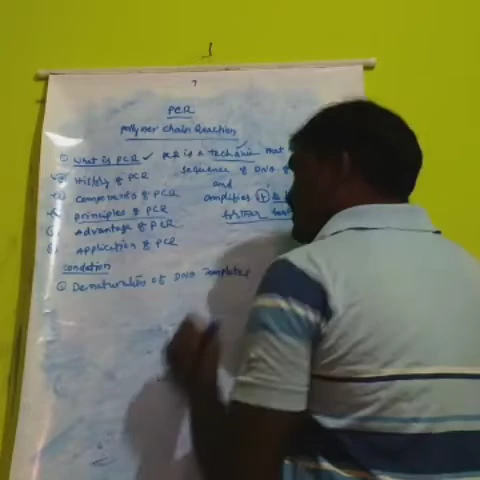 PCR
Polymer Chain Reaction
① What is PCR ✓ PCR is a technique that
② History of PCR sequence of DNA
③ Components of PCR and
④ principles of PCR amplifies it
⑤ Advantage of PCR further
⑥ Application of PCR
condition
① Denaturation of DNA templates